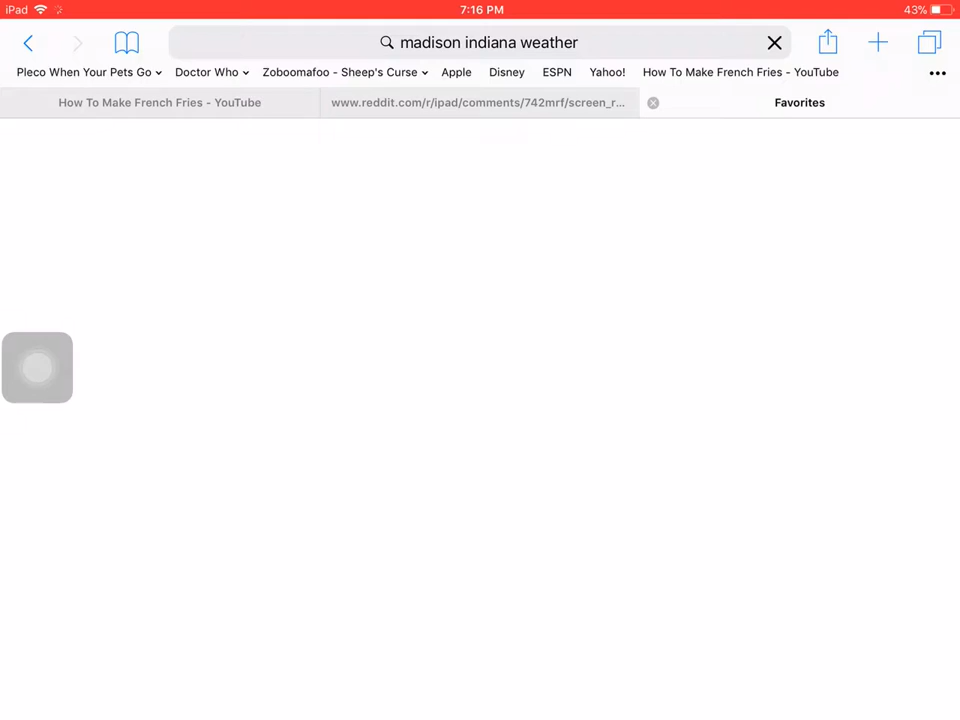 iPad 7:16 PM 43%
madison indiana weather
Pleco When Your Pets Go Doctor Who Zoboomafoo - Sheep's Curse Apple Disney ESPN Yahoo! How To Make French Fries - YouTube •••
How To Make French Fries - YouTube www.reddit.com/r/ipad/comments/742mrf/screen_r... Favorites